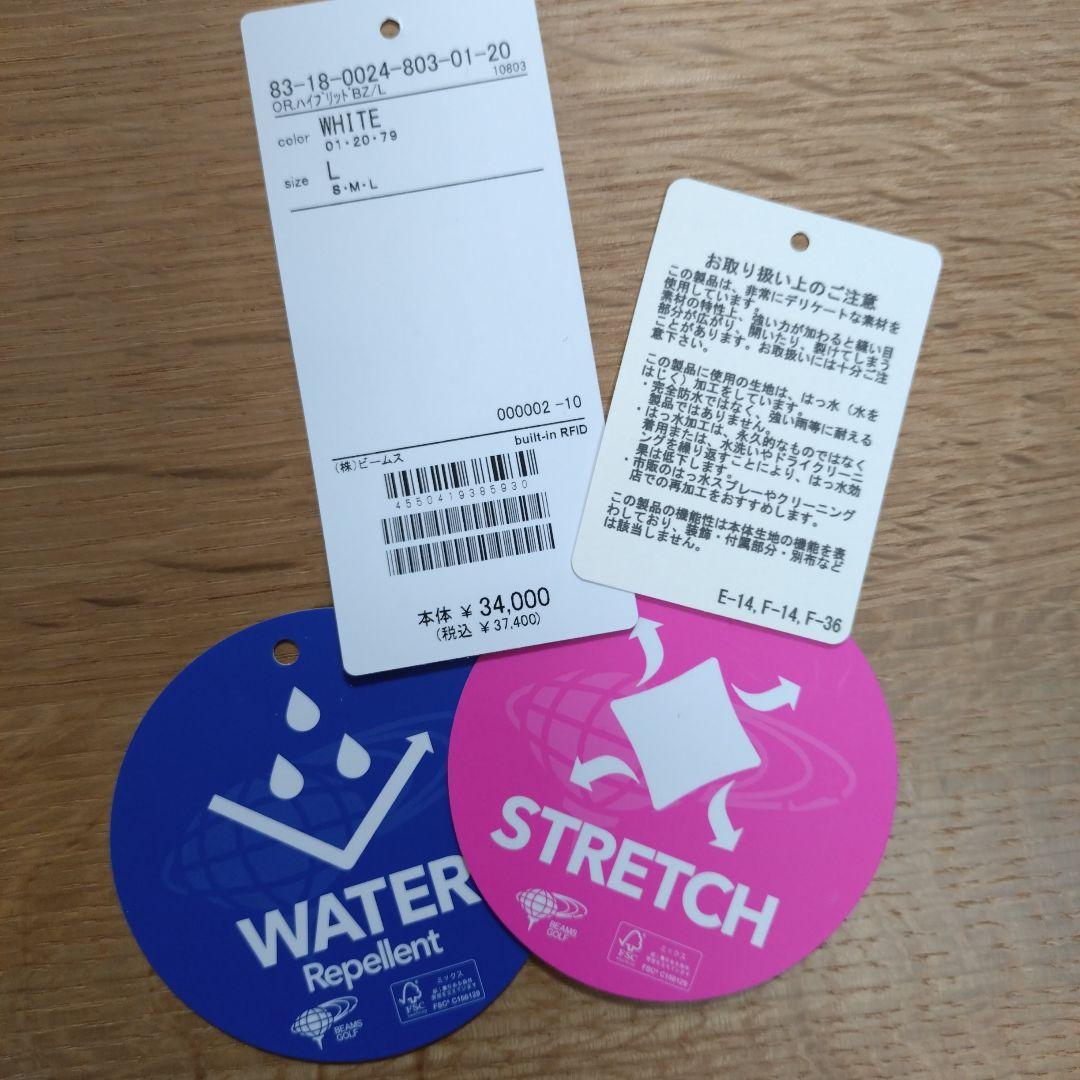 83-18-0024-803-01-20
OR.ハイブリッドBZ/L 10803
color WHITE
01・20・79
size L
S・M・L
000002 -10
built-in RFID
(株)ビームス
4550419385930
本体 ¥ 34,000
(税込 ¥ 37,400)
お取り扱い上のご注意
この製品は、非常にデリケートな素材を
使用しています。
素材の特性上、強い力が加わると縫い目
部分が広がり、開いたり、裂けてしまう
ことがあります。お取扱いには十分ご注
意下さい。
この製品に使用の生地は、はっ水（水を
はじく）加工をしています。
・完全防水ではなく、強い雨等に耐える
製品ではありません。
・はっ水加工は、永久的なものではなく
着用または、水洗いやドライクリーニ
ングを繰り返すことにより、はっ水効
果は低下します。
・市販のはっ水スプレーやクリーニング
店での再加工をおすすめします。
この製品の機能性は本体生地の機能を表
わしており、装飾・付属部分・別布など
は該当しません。
E-14, F-14, F-36
WATER
Repellent
BEAMS
GOLF
FSC
ミックス
FSC® C156129
STRETCH
BEAMS
GOLF
FSC
ミックス
FSC® C156129